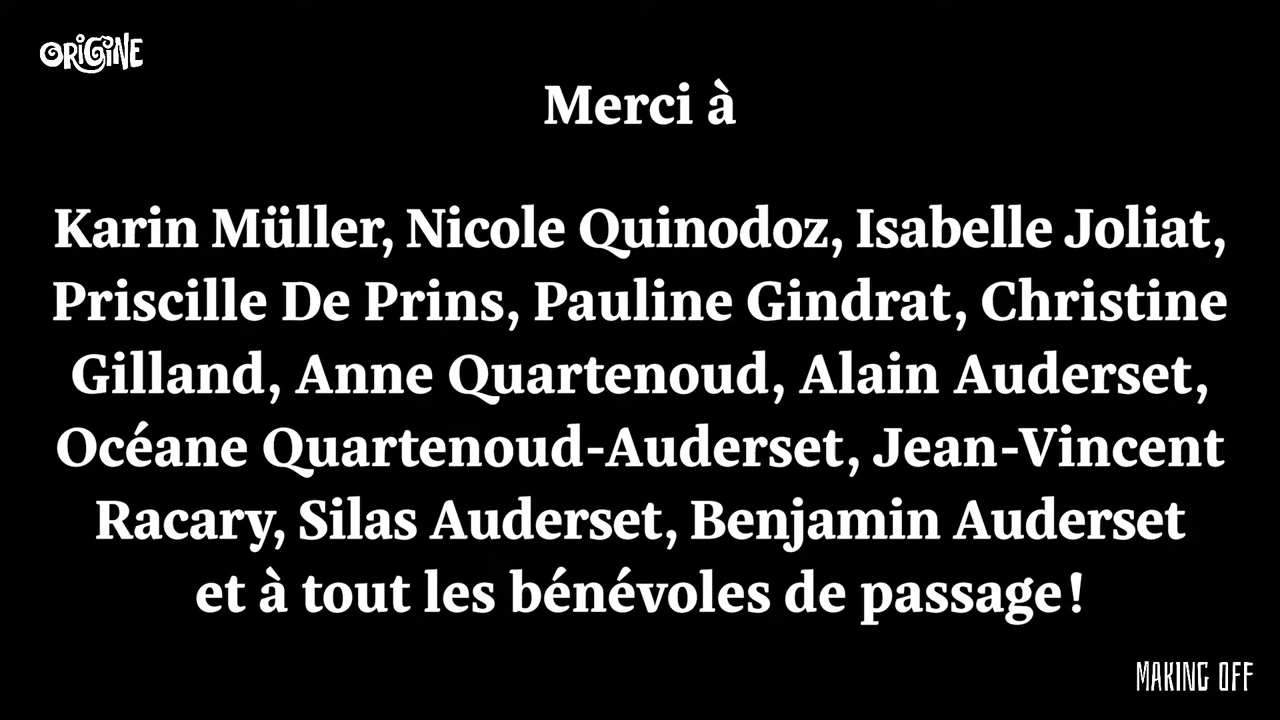 ORIGINE
Merci à
Karin Müller, Nicole Quinodoz, Isabelle Joliat,
Priscille De Prins, Pauline Gindrat, Christine
Gilland, Anne Quartenoud, Alain Auderset,
Océane Quartenoud-Auderset, Jean-Vincent
Racary, Silas Auderset, Benjamin Auderset
et à tout les bénévoles de passage !
MAKING OFF